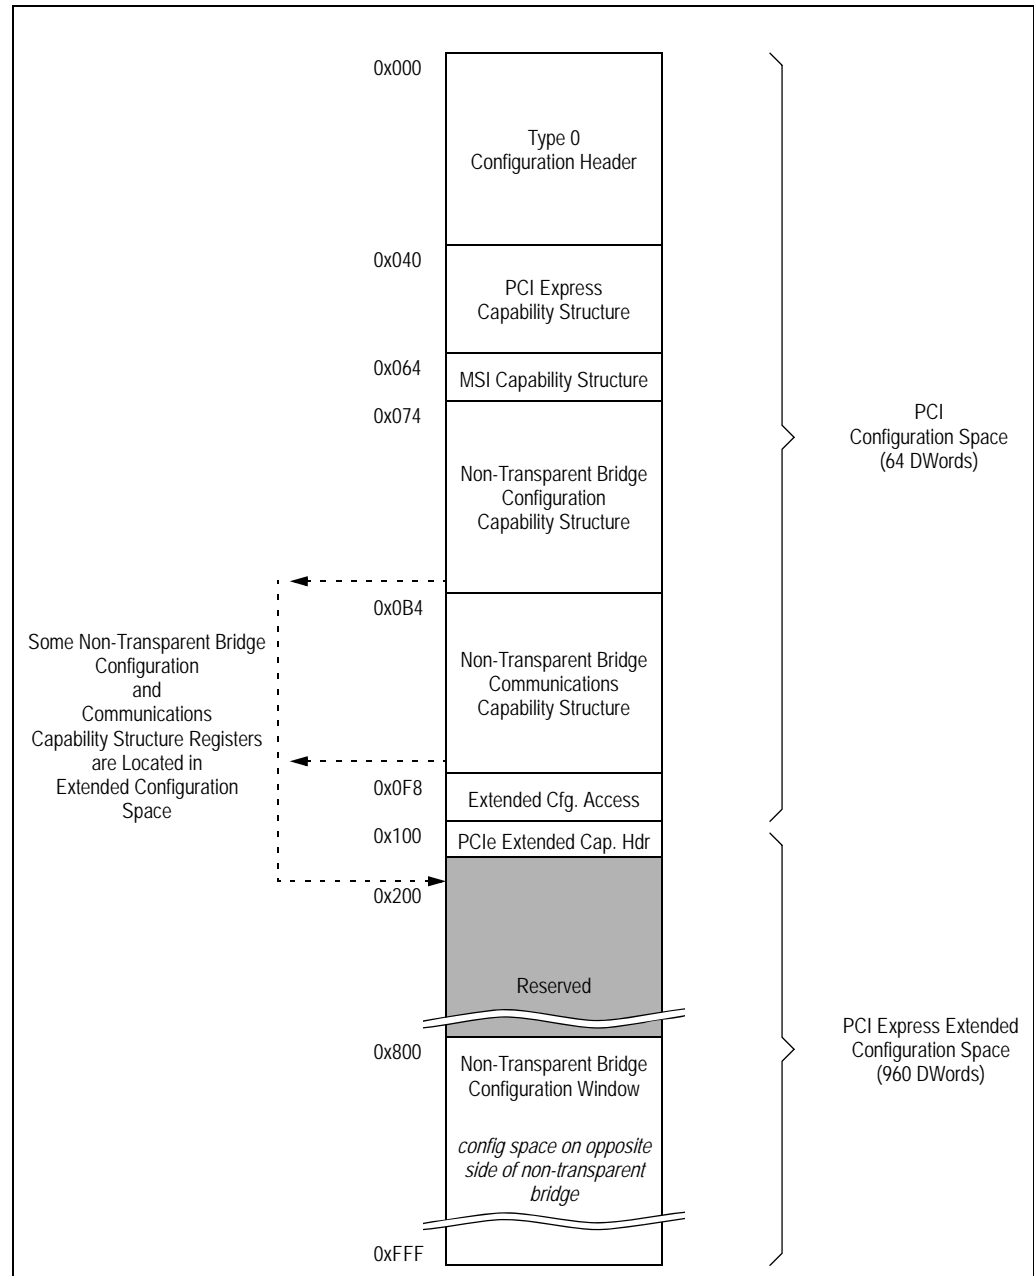 0x000
Type 0
Configuration Header
0x040
PCI Express
Capability Structure
0x064
MSI Capability Structure
0x074
Non-Transparent Bridge
Configuration
Capability Structure
PCI
Configuration Space
(64 DWords)
0x0B4
Non-Transparent Bridge
Communications
Capability Structure
Some Non-Transparent Bridge
Configuration
and
Communications
Capability Structure Registers
are Located in
Extended Configuration
Space
0x0F8
Extended Cfg. Access
0x100
PCIe Extended Cap. Hdr
0x200
Reserved
0x800
Non-Transparent Bridge
Configuration Window
config space on opposite
side of non-transparent
bridge
PCI Express Extended
Configuration Space
(960 DWords)
0xFFF